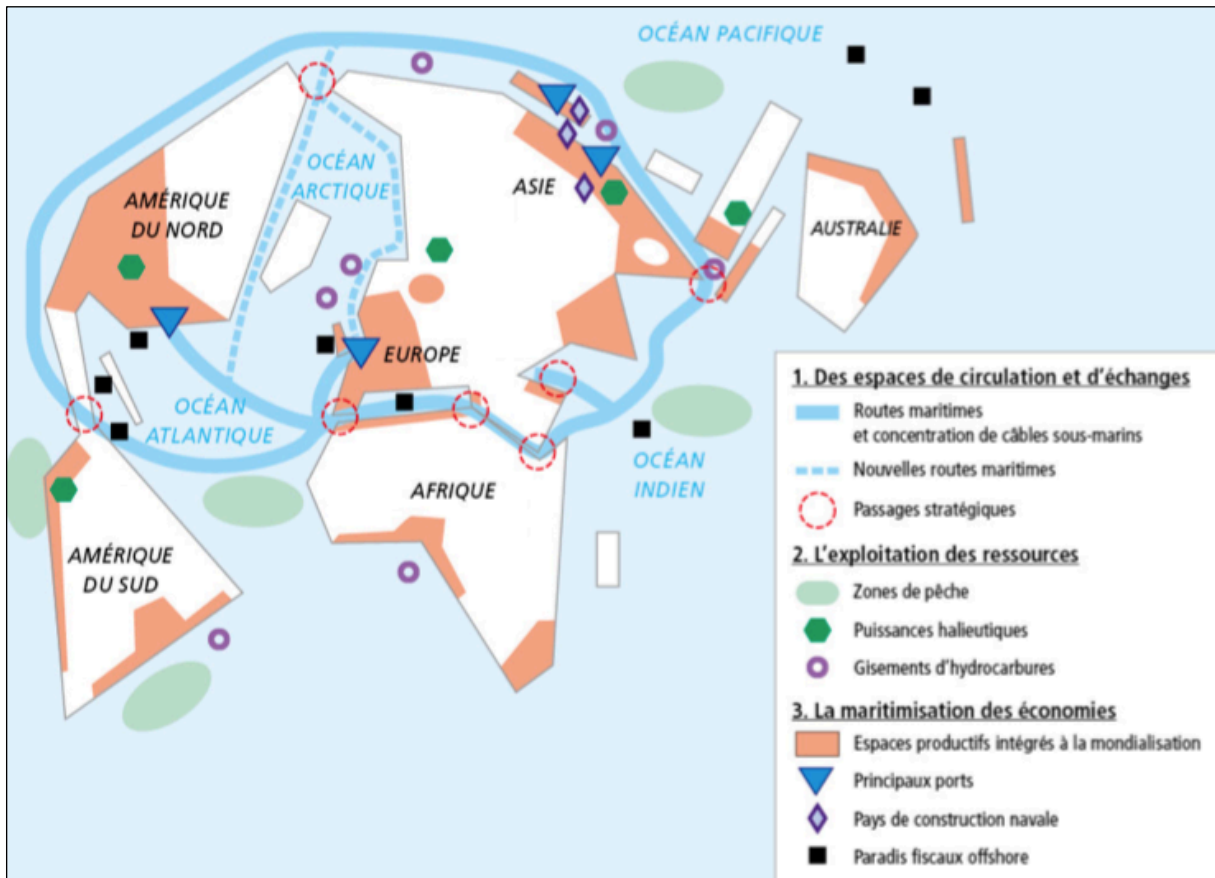 OCÉAN PACIFIQUE
OCÉAN
ARCTIQUE
AMÉRIQUE
DU NORD
ASIE
AUSTRALIE
EUROPE
OCÉAN
ATLANTIQUE
OCÉAN
INDIEN
AFRIQUE
AMÉRIQUE
DU SUD
1. Des espaces de circulation et d'échanges
Routes maritimes
et concentration de câbles sous-marins
Nouvelles routes maritimes
Passages stratégiques
2. L'exploitation des ressources
Zones de pêche
Puissances halieutiques
Gisements d'hydrocarbures
3. La maritimisation des économies
Espaces productifs intégrés à la mondialisation
Principaux ports
Pays de construction navale
Paradis fiscaux offshore